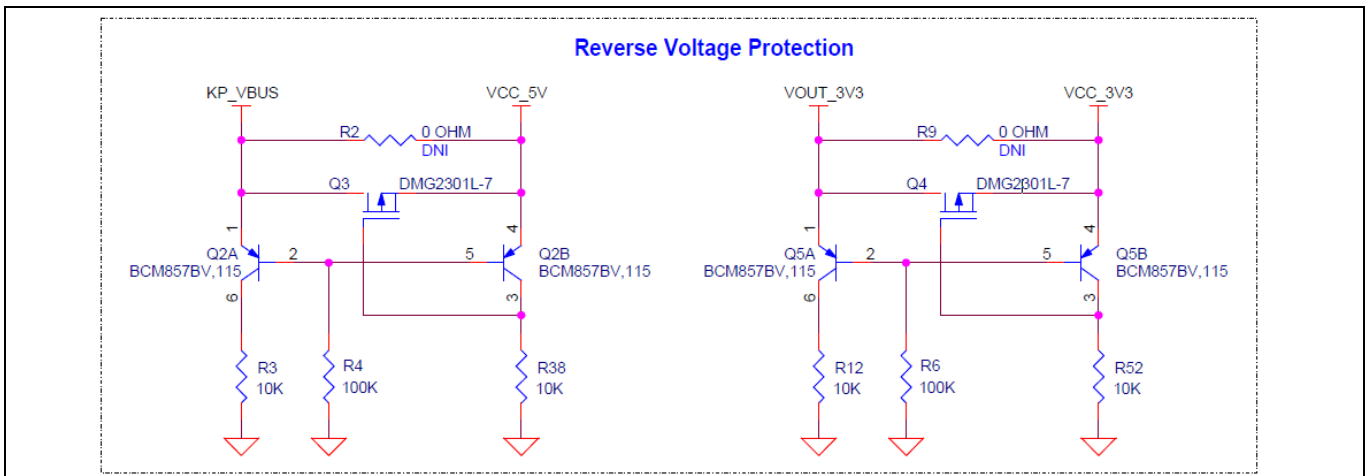 Reverse Voltage Protection
KP_VBUS
VCC_5V
VOUT_3V3
VCC_3V3
R2
0 OHM
DNI
R9
0 OHM
DNI
Q3
DMG2301L-7
Q4
DMG2301L-7
1
4
1
4
Q2A
BCM857BV,115
2
5
Q2B
BCM857BV,115
Q5A
BCM857BV,115
2
5
Q5B
BCM857BV,115
6
3
6
3
R3
10K
R4
100K
R38
10K
R12
10K
R6
100K
R52
10K